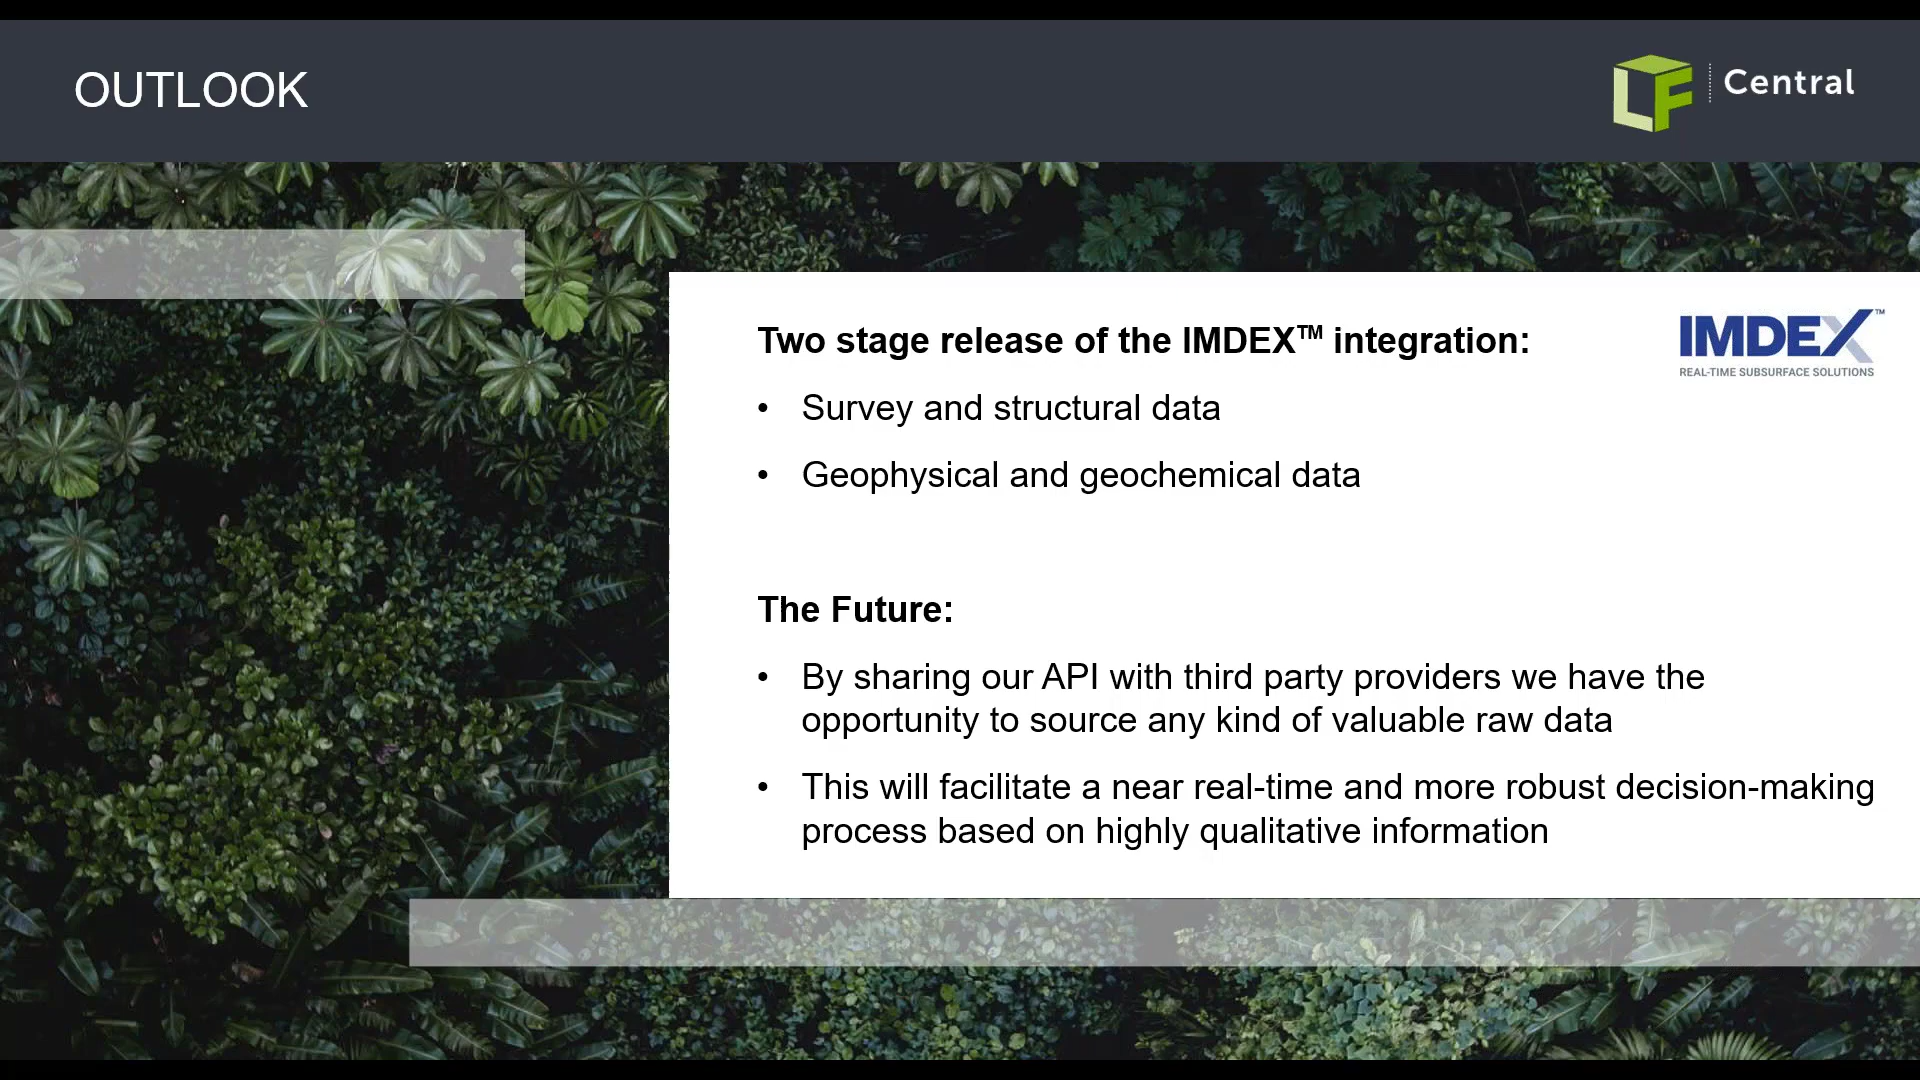 OUTLOOK
LF Central
Two stage release of the IMDEX™ integration:
IMDEX™
REAL-TIME SUBSURFACE SOLUTIONS
• Survey and structural data
• Geophysical and geochemical data
The Future:
• By sharing our API with third party providers we have the
opportunity to source any kind of valuable raw data
• This will facilitate a near real-time and more robust decision-making
process based on highly qualitative information